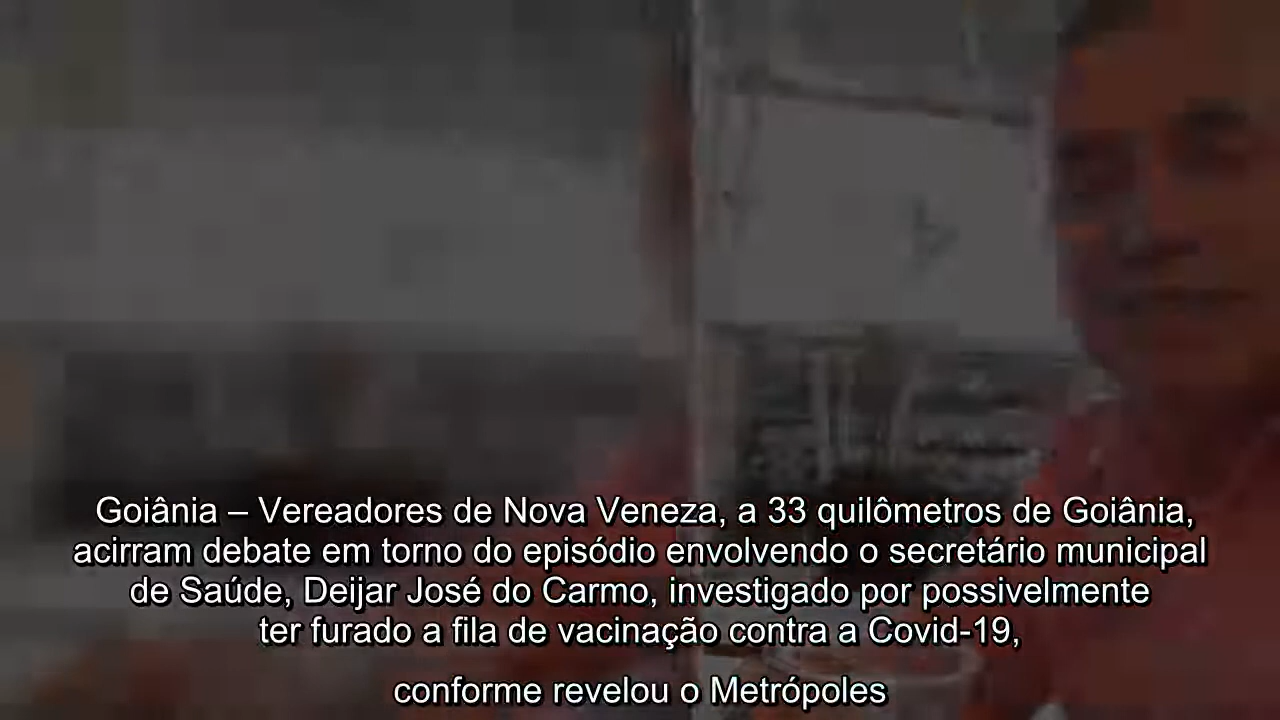 Goiânia – Vereadores de Nova Veneza, a 33 quilômetros de Goiânia,
acirram debate em torno do episódio envolvendo o secretário municipal
de Saúde, Deijar José do Carmo, investigado por possivelmente
ter furado a fila de vacinação contra a Covid-19,
conforme revelou o Metrópoles